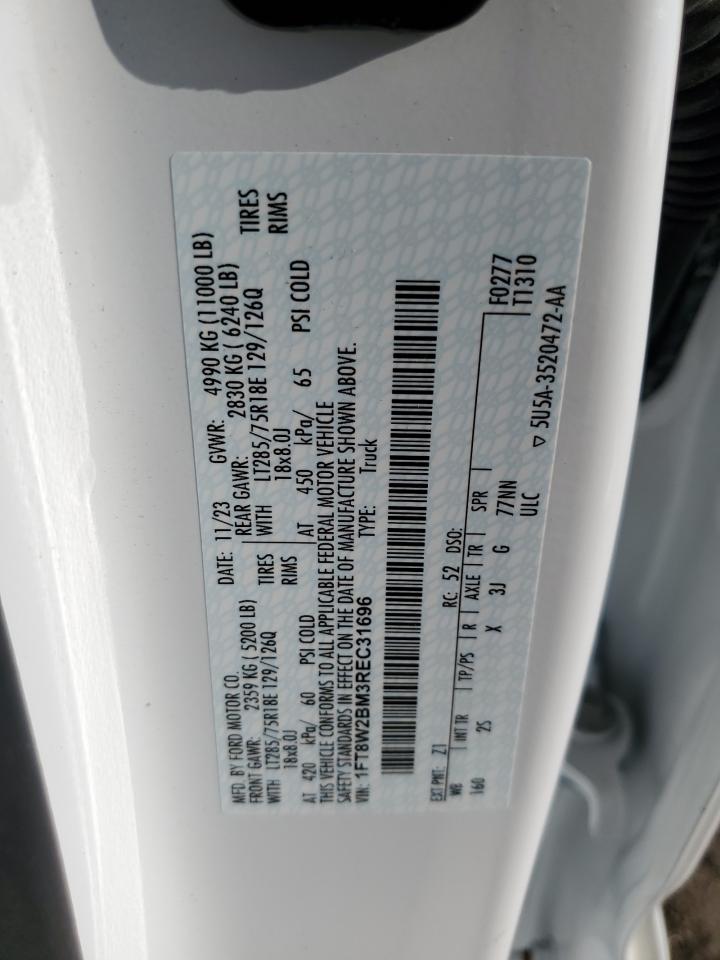 MFD. BY FORD MOTOR CO.
DATE: 11/23 GVWR: 4990 KG (11000 LB)
FRONT GAWR: 2359 KG ( 5200 LB) REAR GAWR: 2830 KG ( 6240 LB)
WITH LT285/75R18E 129/126Q TIRES WITH LT285/75R18E 129/126Q TIRES
18x8.0J RIMS 18x8.0J RIMS
AT 420 kPa/ 60 PSI COLD AT 450 kPa/ 65 PSI COLD
THIS VEHICLE CONFORMS TO ALL APPLICABLE FEDERAL MOTOR VEHICLE
SAFETY STANDARDS IN EFFECT ON THE DATE OF MANUFACTURE SHOWN ABOVE.
VIN: 1FT8W2BM3REC31696 TYPE: Truck
EXT PNT: Z1 RC: 52 DSO:
WB INT TR TP/PS R AXLE TR SPR F0277
160 2S X 3J G 77NN T1310
ULC
▽ 5U5A-3520472-AA